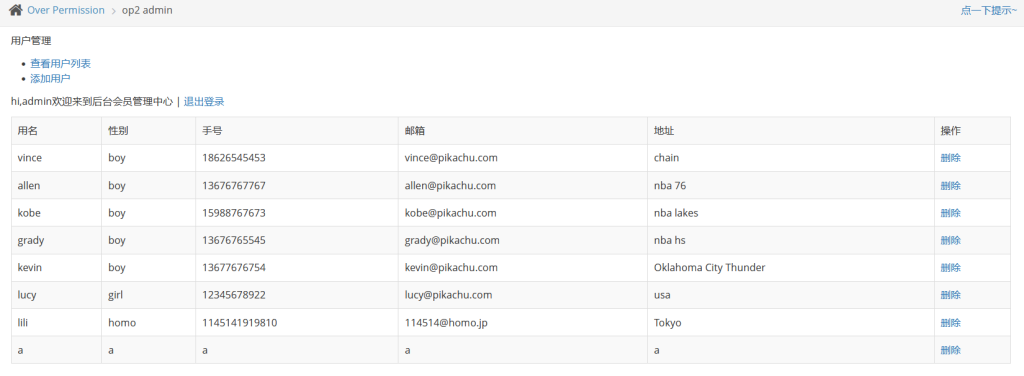 Over Permission > op2 admin 点一下提示~
用户管理
查看用户列表
添加用户
hi,admin欢迎来到后台会员管理中心 | 退出登录
用名 性别 手号 邮箱 地址 操作
vince boy 18626545453 vince@pikachu.com chain 删除
allen boy 13676767767 allen@pikachu.com nba 76 删除
kobe boy 15988767673 kobe@pikachu.com nba lakes 删除
grady boy 13676765545 grady@pikachu.com nba hs 删除
kevin boy 13677676754 kevin@pikachu.com Oklahoma City Thunder 删除
lucy girl 12345678922 lucy@pikachu.com usa 删除
lili homo 1145141919810 114514@homo.jp Tokyo 删除
a a a a a 删除